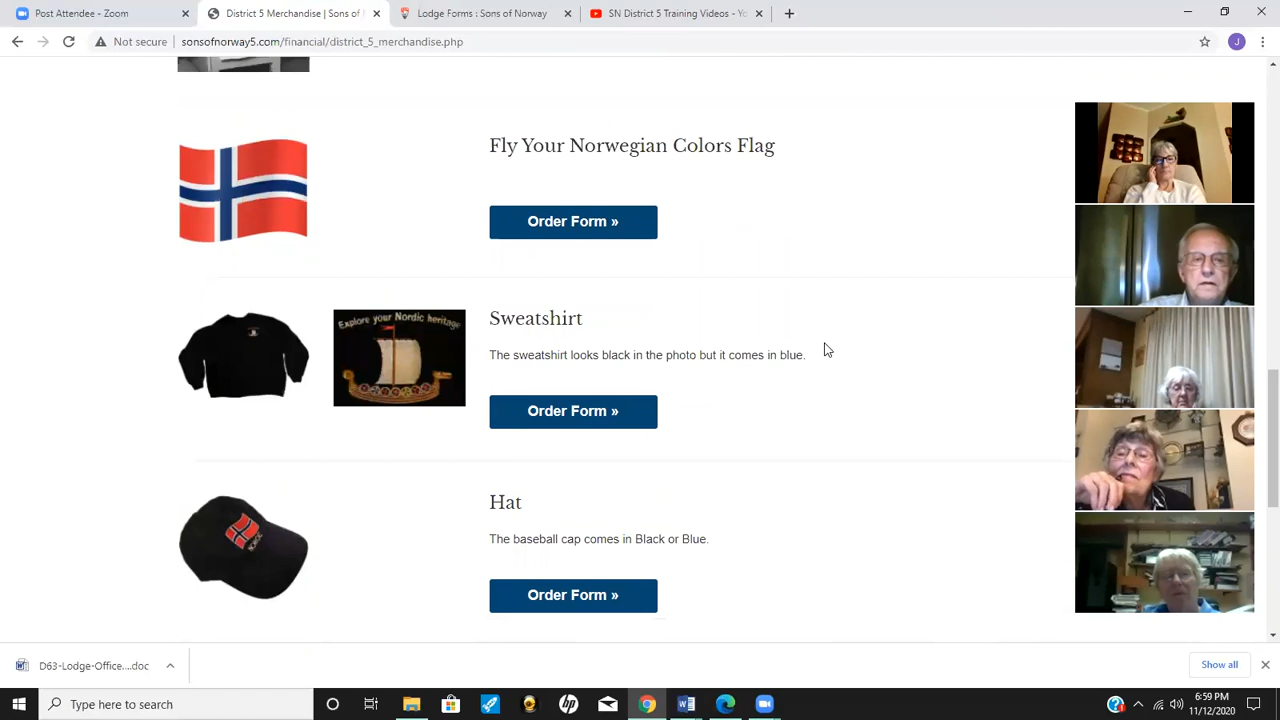 Post Attendee - Zoom
District 5 Merchandise | Sons of
Lodge Forms : Sons of Norway
SN District 5 Training Videos - Yo
Not secure
sonsofnorway5.com/financial/district_5_merchandise.php
J
Fly Your Norwegian Colors Flag
Order Form »
Explore your Nordic heritage
Sweatshirt
The sweatshirt looks black in the photo but it comes in blue.
Order Form »
Hat
The baseball cap comes in Black or Blue.
NORGE
Order Form »
D63-Lodge-Office....doc
Show all
Type here to search
6:59 PM
11/12/2020